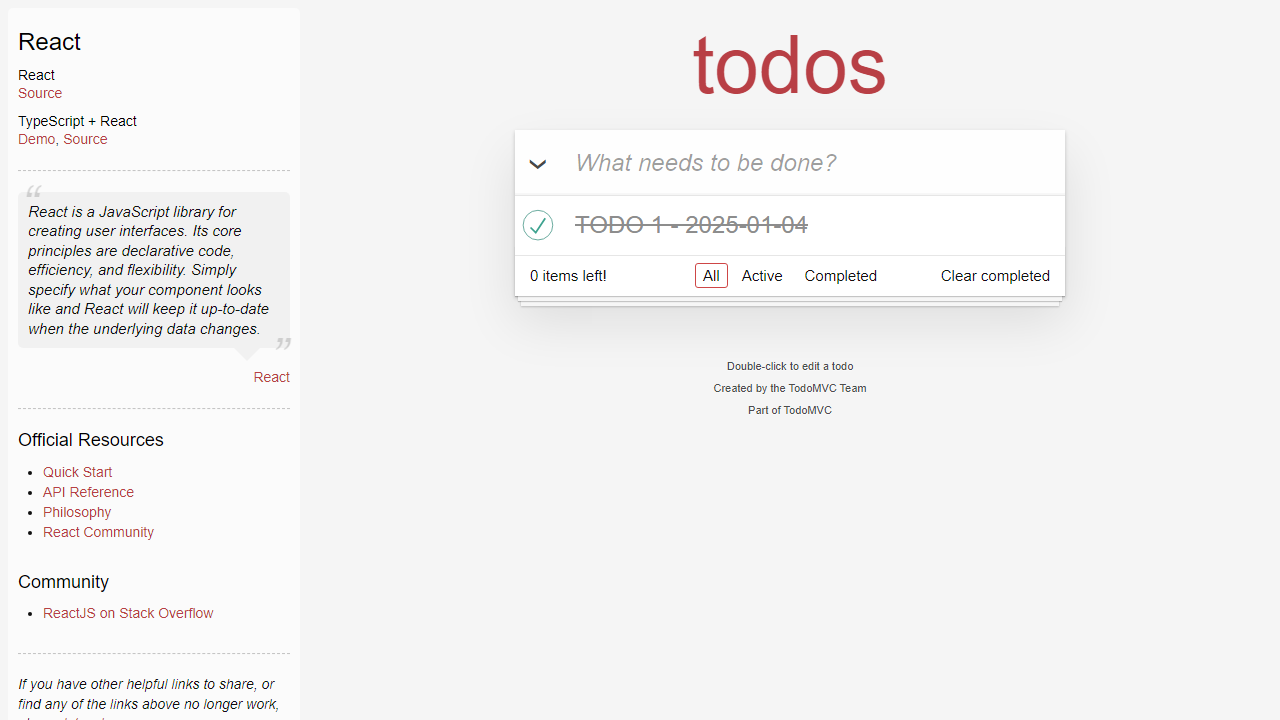 React
React
Source
TypeScript + React
Demo, Source
“
React is a JavaScript library for
creating user interfaces. Its core
principles are declarative code,
efficiency, and flexibility. Simply
specify what your component looks
like and React will keep it up-to-date
when the underlying data changes.
”
React
Official Resources
• Quick Start
• API Reference
• Philosophy
• React Community
Community
• ReactJS on Stack Overflow
If you have other helpful links to share, or
find any of the links above no longer work,
todos
What needs to be done?
TODO 1 - 2025-01-04
0 items left!
All
Active
Completed
Clear completed
Double-click to edit a todo
Created by the TodoMVC Team
Part of TodoMVC